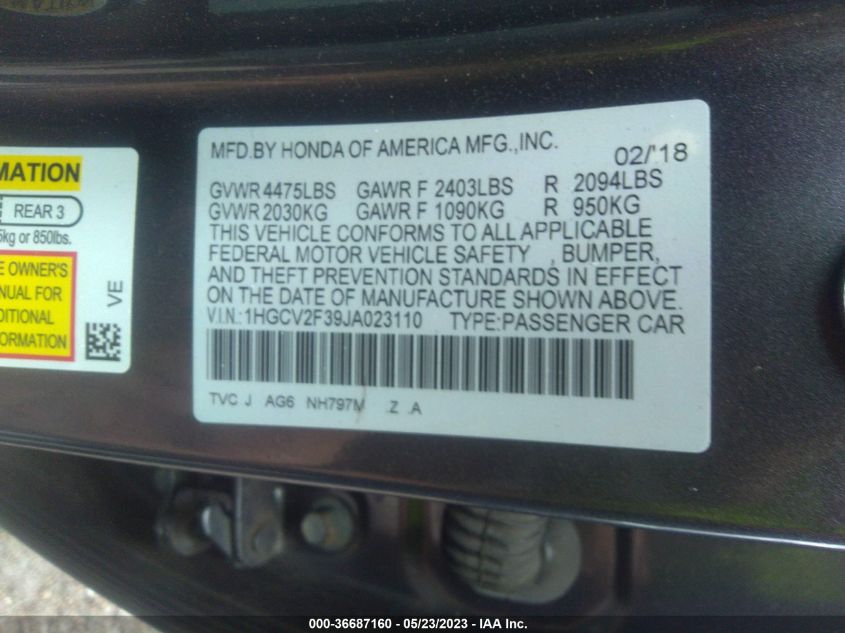 MFD.BY HONDA OF AMERICA MFG.,INC. 02/'18
GVWR 4475LBS GAWR F 2403LBS R 2094LBS
GVWR 2030KG GAWR F 1090KG R 950KG
THIS VEHICLE CONFORMS TO ALL APPLICABLE
FEDERAL MOTOR VEHICLE SAFETY , BUMPER,
AND THEFT PREVENTION STANDARDS IN EFFECT
ON THE DATE OF MANUFACTURE SHOWN ABOVE.
V.I.N.:1HGCV2F39JA023110 TYPE:PASSENGER CAR
TVC J AG6 NH797M .Z .A
MATION
REAR 3
5kg or 850lbs.
E OWNER'S
NUAL FOR
DITIONAL
ORMATION
VE
000-36687160 - 05/23/2023 - IAA Inc.